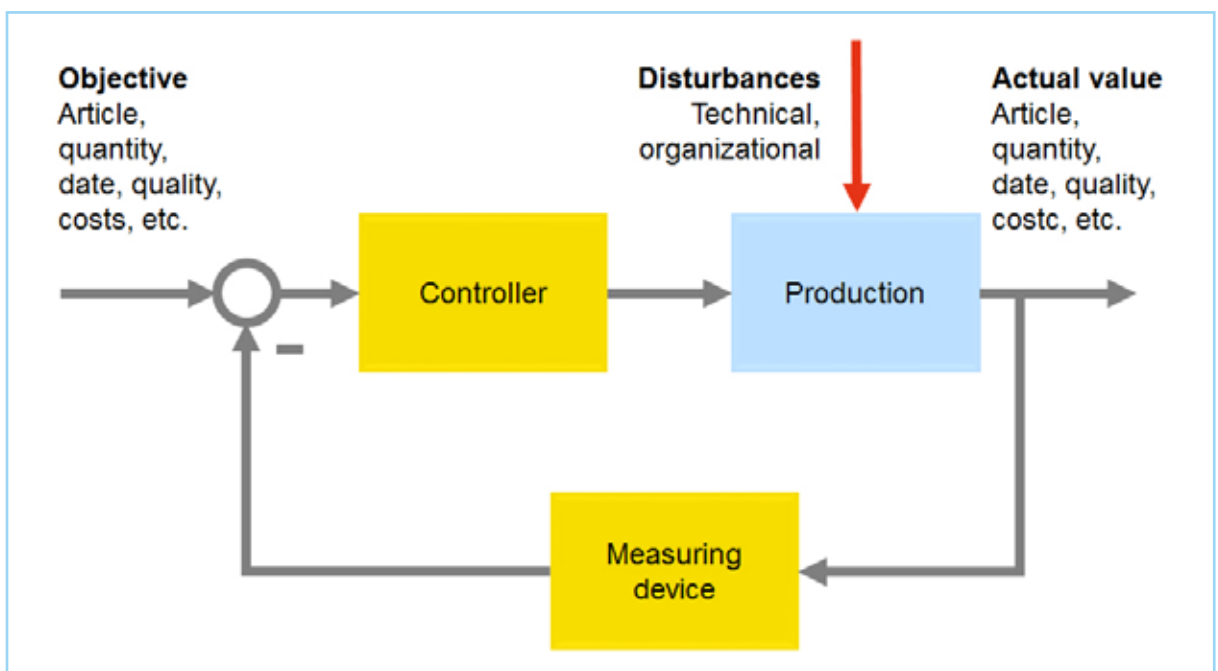 Objective
Article,
quantity,
date, quality,
costs, etc.
Disturbances
Technical,
organizational
Actual value
Article,
quantity,
date, quality,
costc, etc.
Controller
Production
Measuring
device